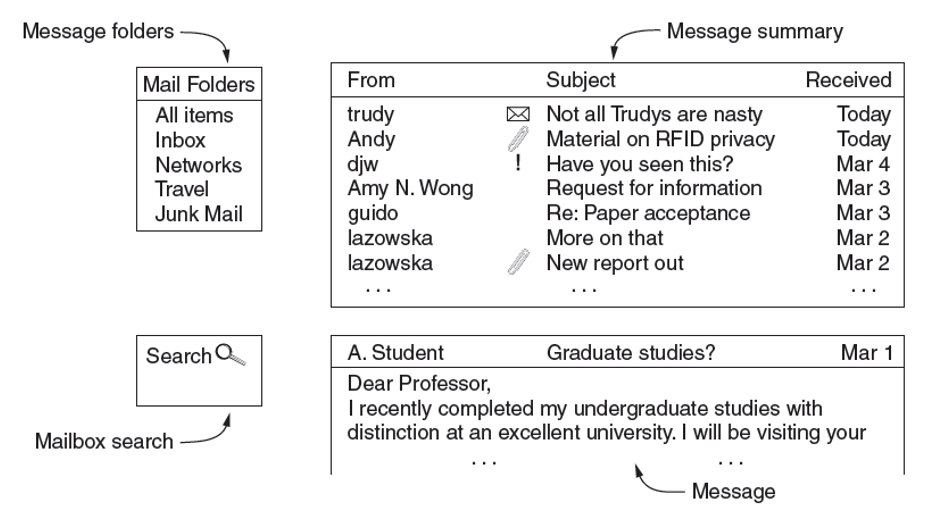 Message folders
Message summary
Mail Folders
All items
Inbox
Networks
Travel
Junk Mail
From Subject Received
trudy Not all Trudys are nasty Today
Andy Material on RFID privacy Today
djw ! Have you seen this? Mar 4
Amy N. Wong Request for information Mar 3
guido Re: Paper acceptance Mar 3
lazowska More on that Mar 2
lazowska New report out Mar 2
. . . . . . . . .
Search
Mailbox search
A. Student Graduate studies? Mar 1
Dear Professor,
I recently completed my undergraduate studies with
distinction at an excellent university. I will be visiting your
. . . . . .
Message